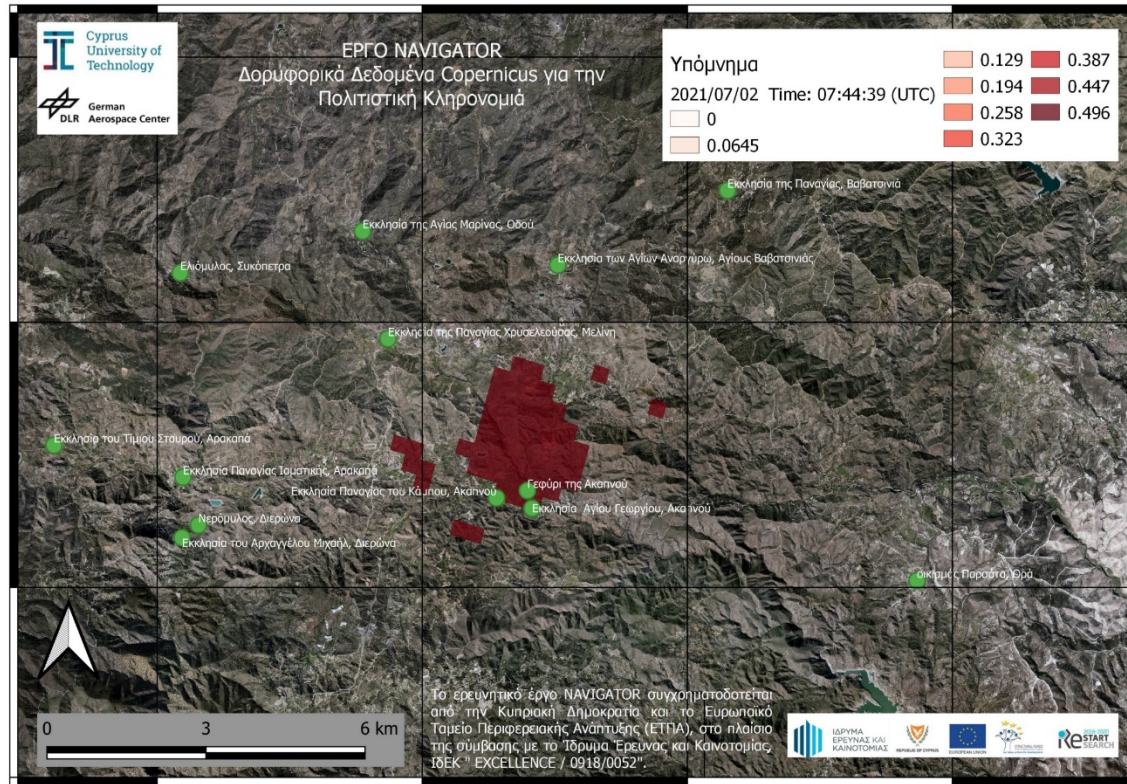 Cyprus
University of
Technology
DLR
German
Aerospace Center
ΕΡΓΟ NAVIGATOR
Δορυφορικά Δεδομένα Copernicus για την
Πολιτιστική Κληρονομιά
Υπόμνημα
2021/07/02 Time: 07:44:39 (UTC)
0
0.0645
0.129
0.194
0.258
0.323
0.387
0.447
0.496
Εκκλησία της Παναγίας, Βαβατσινιά
Εκκλησία της Αγίας Μαρίνας, Οδού
Εκκλησία των Αγίων Αναργύρω, Αγίους Βαβατσινιάς
Ελιόμυλος, Συκόπετρα
Εκκλησία της Παναγίας Χρυσελεούσας, Μελίνη
Εκκλησία του Τίμιου Σταυρού, Αρακαπά
Εκκλησία Παναγίας Ιαματικής, Αρακαπά
Εκκλησία Παναγίας του Κάμπου, Ακαπνού
Γεφύρι της Ακαπνού
Εκκλησία Αγίου Γεωργίου, Ακαπνού
Νερόμυλος, Διερώνα
Εκκλησία του Αρχαγγέλου Μιχαήλ, Διερώνα
οικισμός Παρσάτα, Ορά
0 3 6 km
Το ερευνητικό έργο NAVIGATOR συγχρηματοδοτείται
από την Κυπριακή Δημοκρατία και το Ευρωπαϊκό
Ταμείο Περιφερειακής Ανάπτυξης (ΕΤΠΑ), στο πλαίσιο
της σύμβασης με το Ίδρυμα Έρευνας και Καινοτομίας,
ΙδΕΚ " EXCELLENCE / 0918/0052".
ΙΔΡΥΜΑ
ΕΡΕΥΝΑΣ ΚΑΙ
ΚΑΙΝΟΤΟΜΙΑΣ
REPUBLIC OF CYPRUS
EUROPEAN UNION
RESTART
RESEARCH